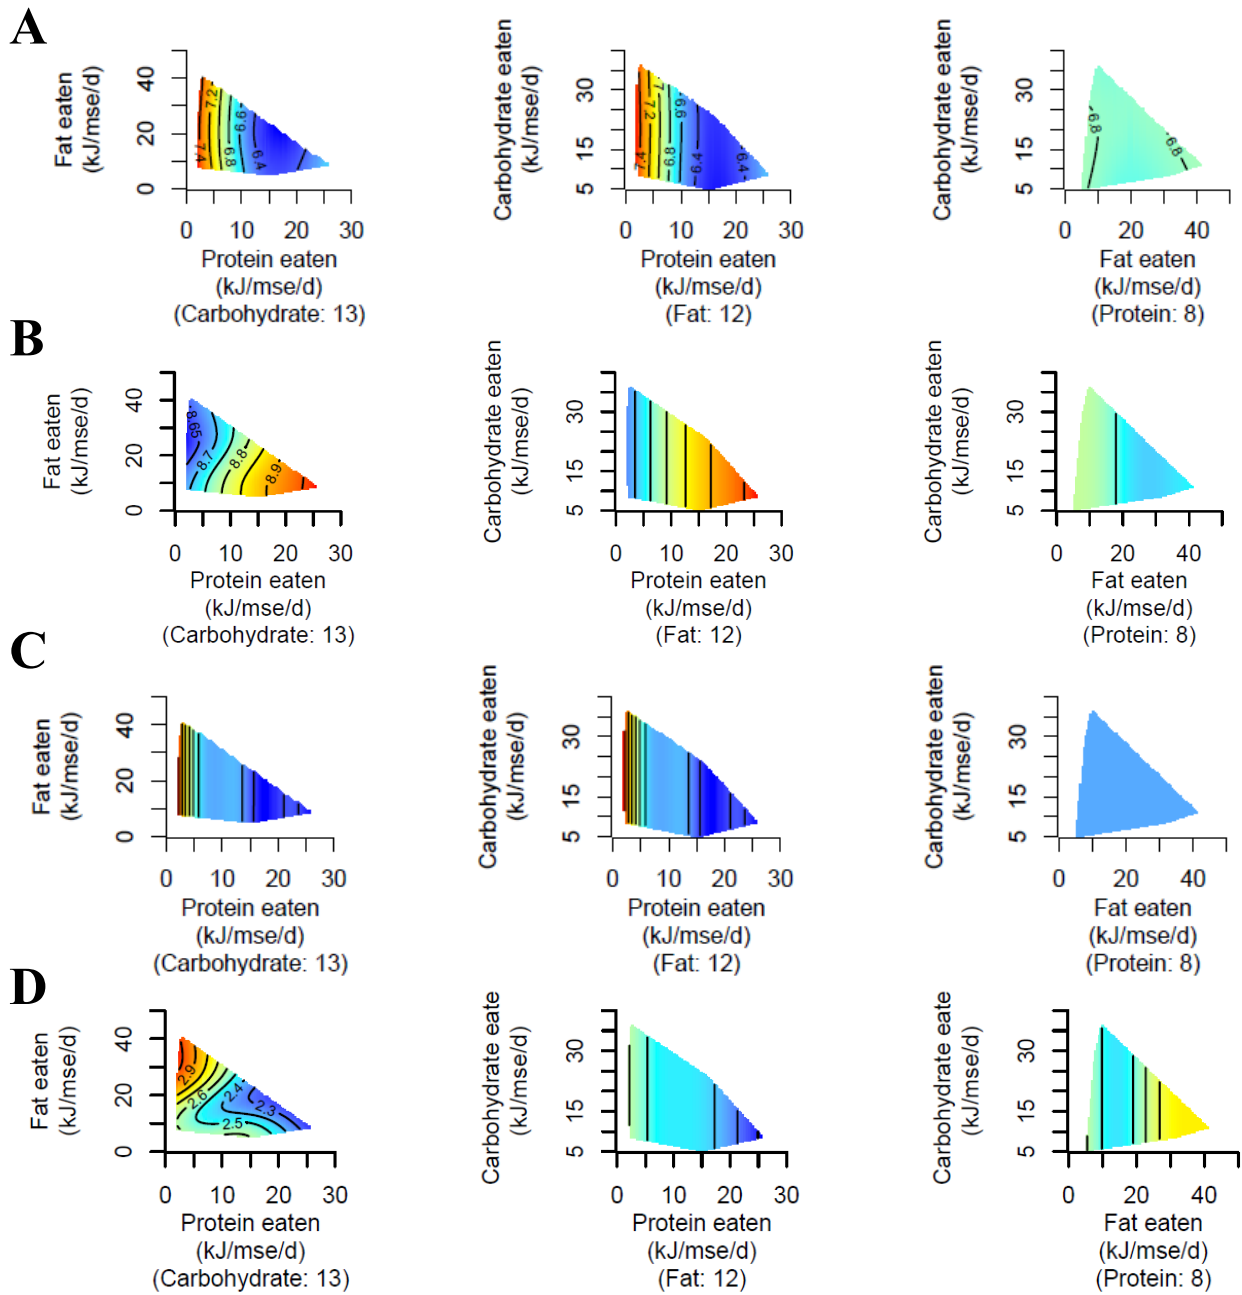 A
Fat eaten
(kJ/mse/d)
40
20
0
7.2
7.4
6.8
6.9
6.4
0 10 20 30
Protein eaten
(kJ/mse/d)
(Carbohydrate: 13)
Carbohydrate eaten
(kJ/mse/d)
30
15
5
7
7.2
7.4
6.8
6.6
6.4
6.4
0 10 20 30
Protein eaten
(kJ/mse/d)
(Fat: 12)
Carbohydrate eaten
(kJ/mse/d)
30
15
5
6.8
6.8
0 20 40
Fat eaten
(kJ/mse/d)
(Protein: 8)
B
Fat eaten
(kJ/mse/d)
40
20
0
8.65
8.7
8.8
8.9
0 10 20 30
Protein eaten
(kJ/mse/d)
(Carbohydrate: 13)
Carbohydrate eaten
(kJ/mse/d)
30
15
5
0 10 20 30
Protein eaten
(kJ/mse/d)
(Fat: 12)
Carbohydrate eaten
(kJ/mse/d)
30
15
5
0 20 40
Fat eaten
(kJ/mse/d)
(Protein: 8)
C
Fat eaten
(kJ/mse/d)
40
20
0
0 10 20 30
Protein eaten
(kJ/mse/d)
(Carbohydrate: 13)
Carbohydrate eaten
(kJ/mse/d)
30
15
5
0 10 20 30
Protein eaten
(kJ/mse/d)
(Fat: 12)
Carbohydrate eaten
(kJ/mse/d)
30
15
5
0 20 40
Fat eaten
(kJ/mse/d)
(Protein: 8)
D
Fat eaten
(kJ/mse/d)
40
20
0
2.9
2.6
2.4
2.3
2.5
0 10 20 30
Protein eaten
(kJ/mse/d)
(Carbohydrate: 13)
Carbohydrate eate
(kJ/mse/d)
30
15
5
0 10 20 30
Protein eaten
(kJ/mse/d)
(Fat: 12)
Carbohydrate eate
(kJ/mse/d)
30
15
5
0 20 40
Fat eaten
(kJ/mse/d)
(Protein: 8)